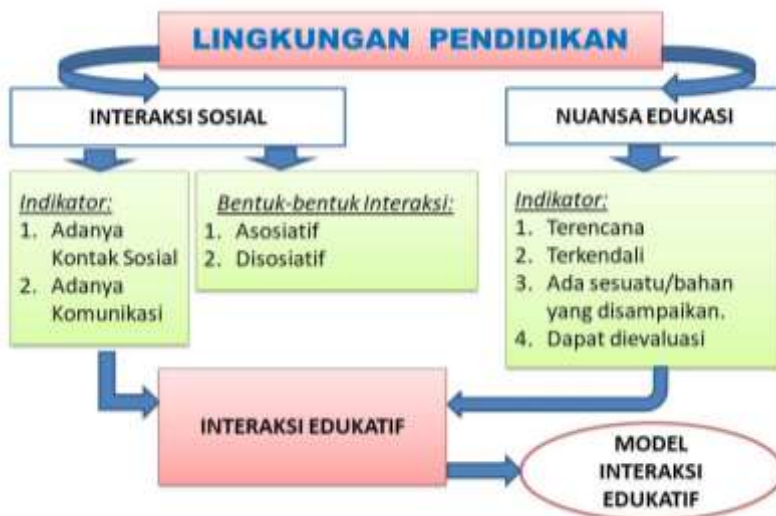 LINGKUNGAN PENDIDIKAN
INTERAKSI SOSIAL
NUANSA EDUKASI
Indikator:
1. Adanya
Kontak Sosial
2. Adanya
Komunikasi
Bentuk-bentuk Interaksi:
1. Asosiatif
2. Disosiatif
Indikator:
1. Terencana
2. Terkendali
3. Ada sesuatu/bahan
yang disampaikan.
4. Dapat dievaluasi
INTERAKSI EDUKATIF
MODEL
INTERAKSI
EDUKATIF